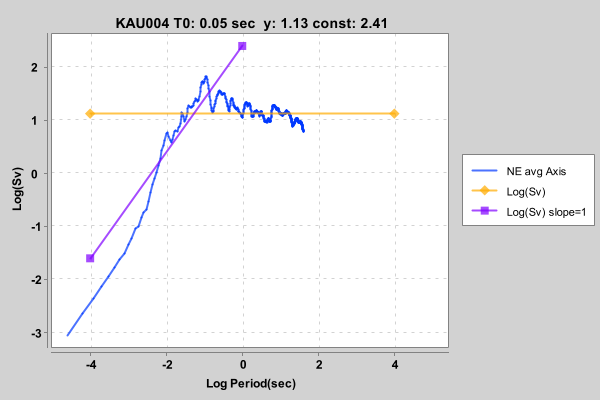 KAU004 T0: 0.05 sec  y: 1.13 const: 2.41
2
1
0
-1
-2
-3
Log(Sv)
-4
-2
0
2
4
Log Period(sec)
NE avg Axis
Log(Sv)
Log(Sv) slope=1